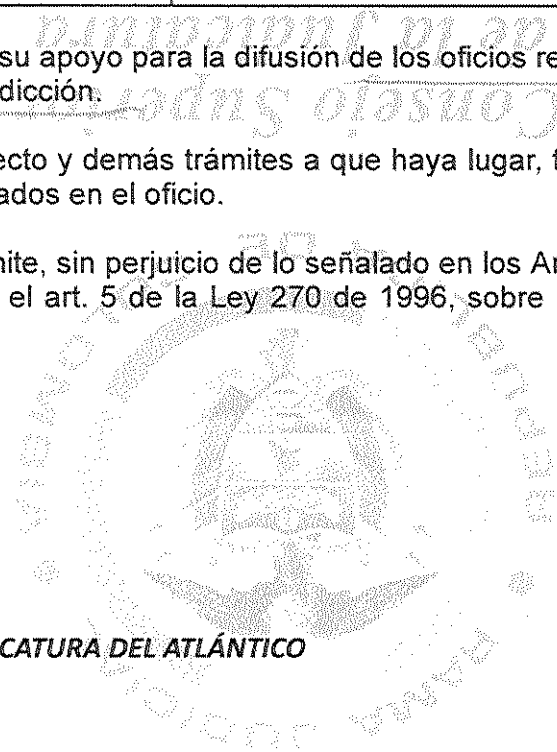 su apoyo para la difusión de los oficios re
dicción.
ecto y demás trámites a que haya lugar, f
ados en el oficio.
nite, sin perjuicio de lo señalado en los Ar
el art. 5 de la Ley 270 de 1996, sobre
CATURA DEL ATLÁNTICO